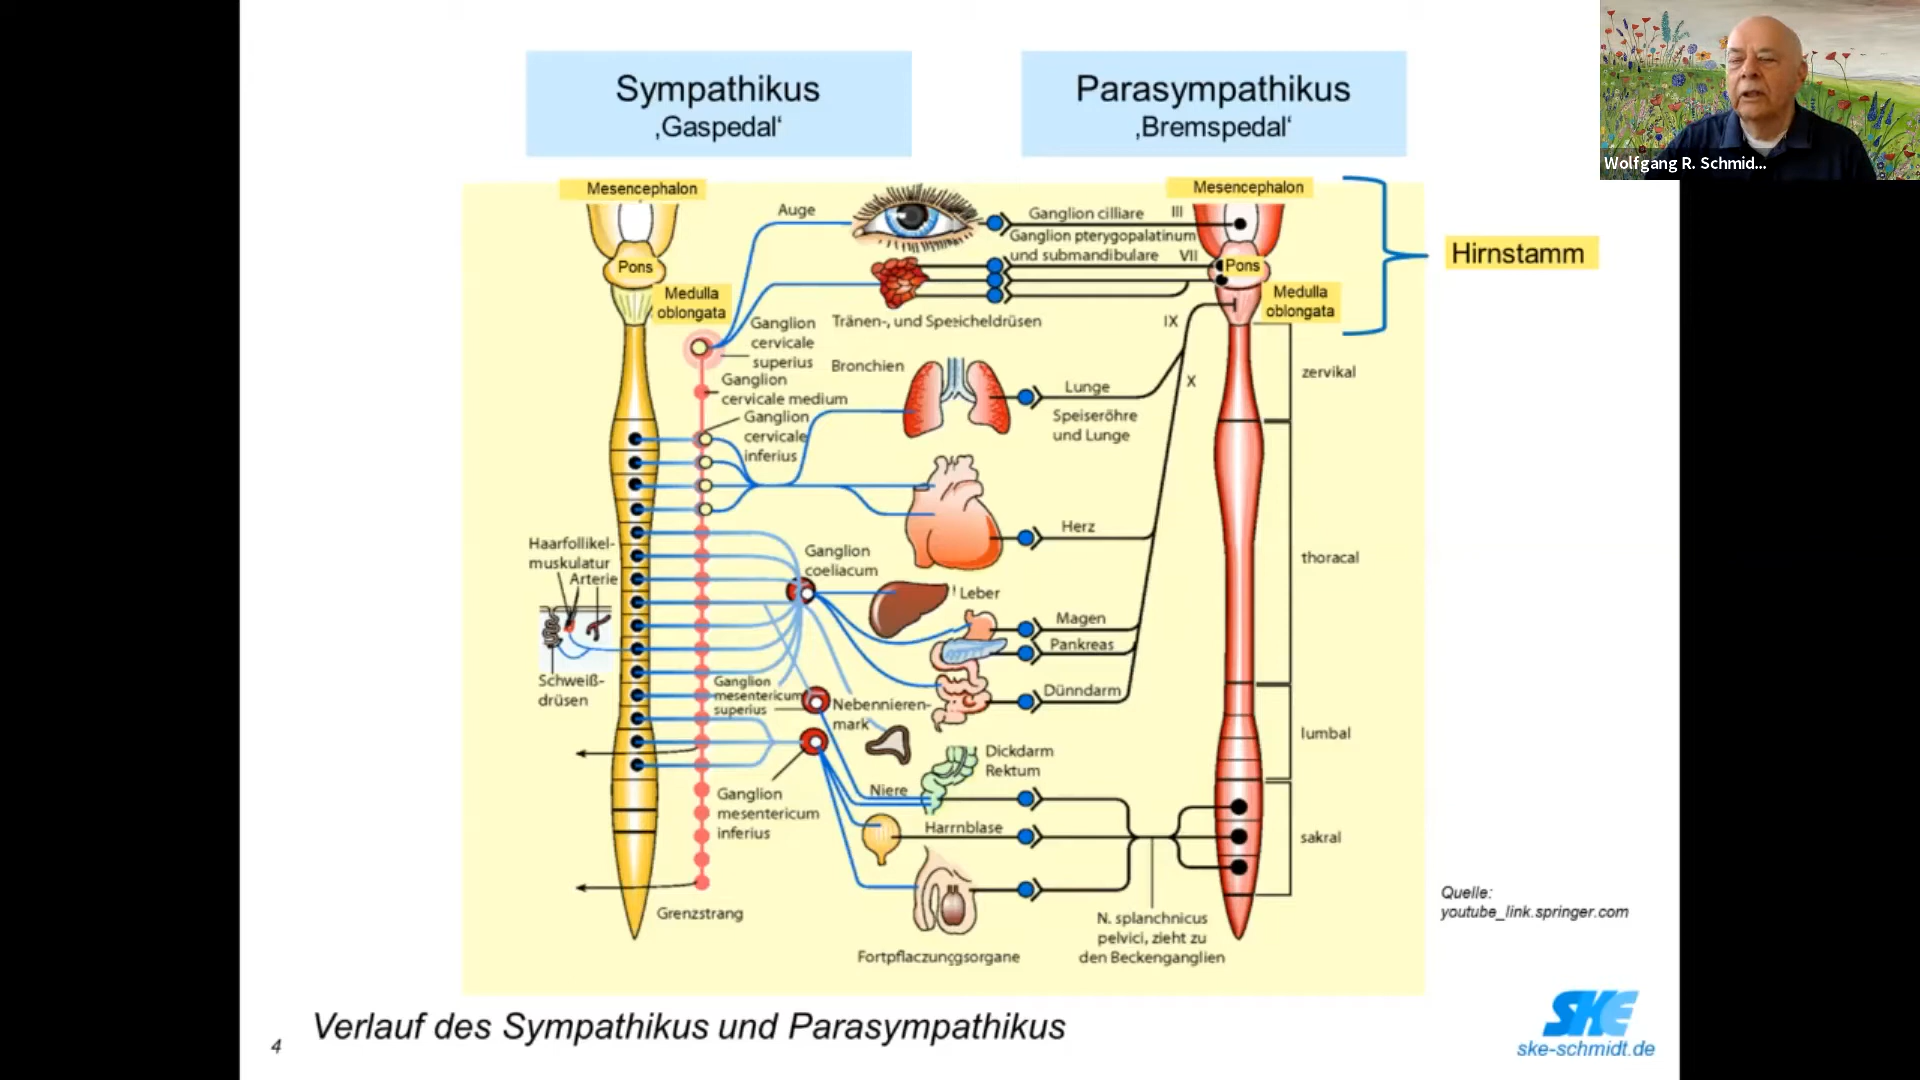 Sympathikus
‚Gaspedal‘
Parasympathikus
‚Bremspedal‘
Wolfgang R. Schmid...
Mesencephalon
Pons
Medulla
oblongata
Auge
Ganglion
cervicale
superius
Ganglion
cervicale medium
Ganglion
cervicale
inferius
Tränen-, und Speicheldrüsen
Bronchien
Haarfollikel-
muskulatur
Arterie
Schweiß-
drüsen
Ganglion
coeliacum
Leber
Ganglion
mesentericum
superius
Nebennieren-
mark
Ganglion
mesentericum
inferius
Niere
Dickdarm
Rektum
Harrnblase
Grenzstrang
Fortpflaczungsorgane
Mesencephalon
Ganglion cilliare III
Ganglion pterygopalatinum
und submandibulare VII
Pons
Medulla
oblongata
IX
X
Lunge
Speiseröhre
und Lunge
Herz
Magen
Pankreas
Dünndarm
N. splanchnicus
pelvici, zieht zu
den Beckenganglien
zervikal
thoracal
lumbal
sakral
Hirnstamm
Quelle:
youtube_link.springer.com
4
Verlauf des Sympathikus und Parasympathikus
SKE
ske-schmidt.de